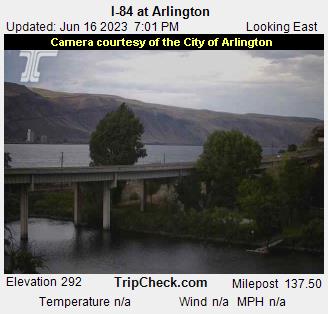 I-84 at Arlington
Updated: Jun 16 2023 7:01 PM Looking East
Camera courtesy of the City of Arlington
Elevation 292 TripCheck.com Milepost 137.50
Temperature n/a Wind n/a MPH n/a